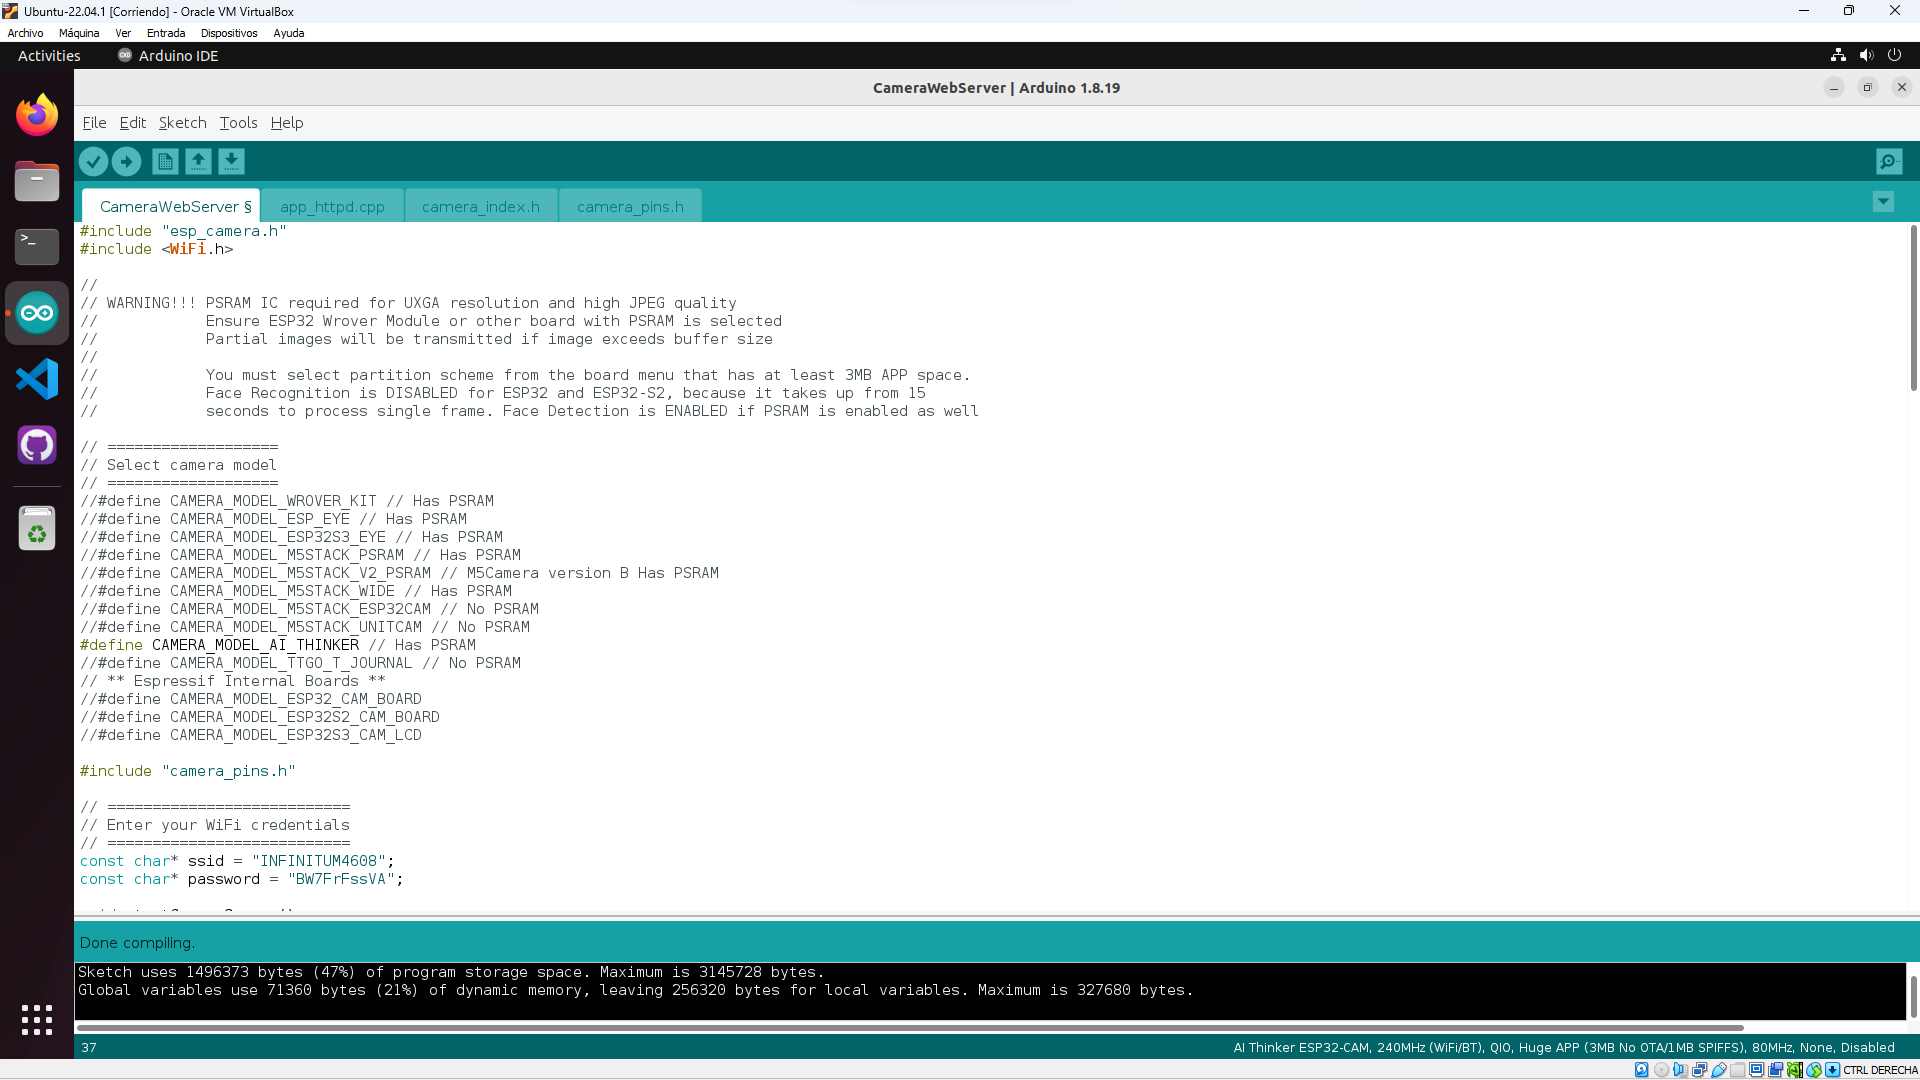 Ubuntu-22.04.1 [Corriendo] - Oracle VM VirtualBox
Archivo Máquina Ver Entrada Dispositivos Ayuda
Activities Arduino IDE
CameraWebServer | Arduino 1.8.19
File Edit Sketch Tools Help
CameraWebServer § app_httpd.cpp camera_index.h camera_pins.h
#include "esp_camera.h"
#include <WiFi.h>
//
// WARNING!!! PSRAM IC required for UXGA resolution and high JPEG quality
//            Ensure ESP32 Wrover Module or other board with PSRAM is selected
//            Partial images will be transmitted if image exceeds buffer size
//
//            You must select partition scheme from the board menu that has at least 3MB APP space.
//            Face Recognition is DISABLED for ESP32 and ESP32-S2, because it takes up from 15
//            seconds to process single frame. Face Detection is ENABLED if PSRAM is enabled as well
// ===================
// Select camera model
// ===================
//#define CAMERA_MODEL_WROVER_KIT // Has PSRAM
//#define CAMERA_MODEL_ESP_EYE // Has PSRAM
//#define CAMERA_MODEL_ESP32S3_EYE // Has PSRAM
//#define CAMERA_MODEL_M5STACK_PSRAM // Has PSRAM
//#define CAMERA_MODEL_M5STACK_V2_PSRAM // M5Camera version B Has PSRAM
//#define CAMERA_MODEL_M5STACK_WIDE // Has PSRAM
//#define CAMERA_MODEL_M5STACK_ESP32CAM // No PSRAM
//#define CAMERA_MODEL_M5STACK_UNITCAM // No PSRAM
#define CAMERA_MODEL_AI_THINKER // Has PSRAM
//#define CAMERA_MODEL_TTGO_T_JOURNAL // No PSRAM
// ** Espressif Internal Boards **
//#define CAMERA_MODEL_ESP32_CAM_BOARD
//#define CAMERA_MODEL_ESP32S2_CAM_BOARD
//#define CAMERA_MODEL_ESP32S3_CAM_LCD
#include "camera_pins.h"
// ===========================
// Enter your WiFi credentials
// ===========================
const char* ssid = "INFINITUM4608";
const char* password = "BW7FrFssVA";
Done compiling.
Sketch uses 1496373 bytes (47%) of program storage space. Maximum is 3145728 bytes.
Global variables use 71360 bytes (21%) of dynamic memory, leaving 256320 bytes for local variables. Maximum is 327680 bytes.
37 AI Thinker ESP32-CAM, 240MHz (WiFi/BT), QIO, Huge APP (3MB No OTA/1MB SPIFFS), 80MHz, None, Disabled
CTRL DERECHA